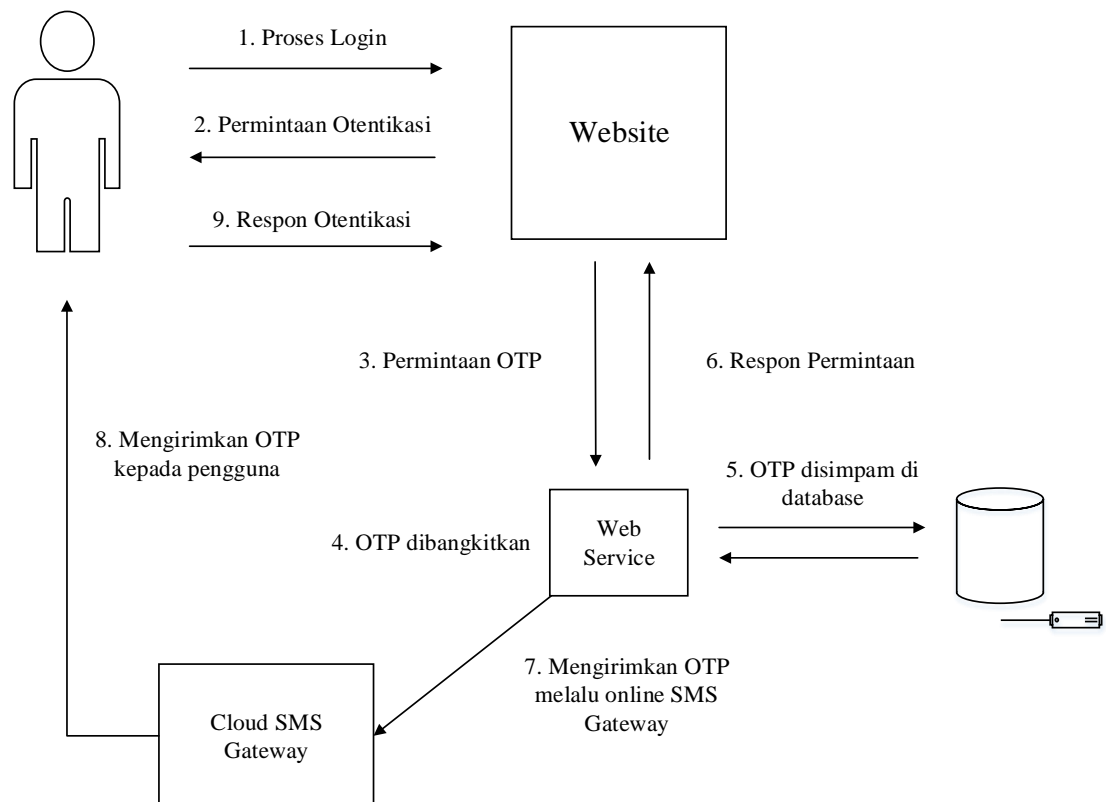 1. Proses Login
2. Permintaan Otentikasi
Website
9. Respon Otentikasi
3. Permintaan OTP
6. Respon Permintaan
8. Mengirimkan OTP
kepada pengguna
5. OTP disimpam di
database
4. OTP dibangkitkan
Web
Service
7. Mengirimkan OTP
melalu online SMS
Gateway
Cloud SMS
Gateway